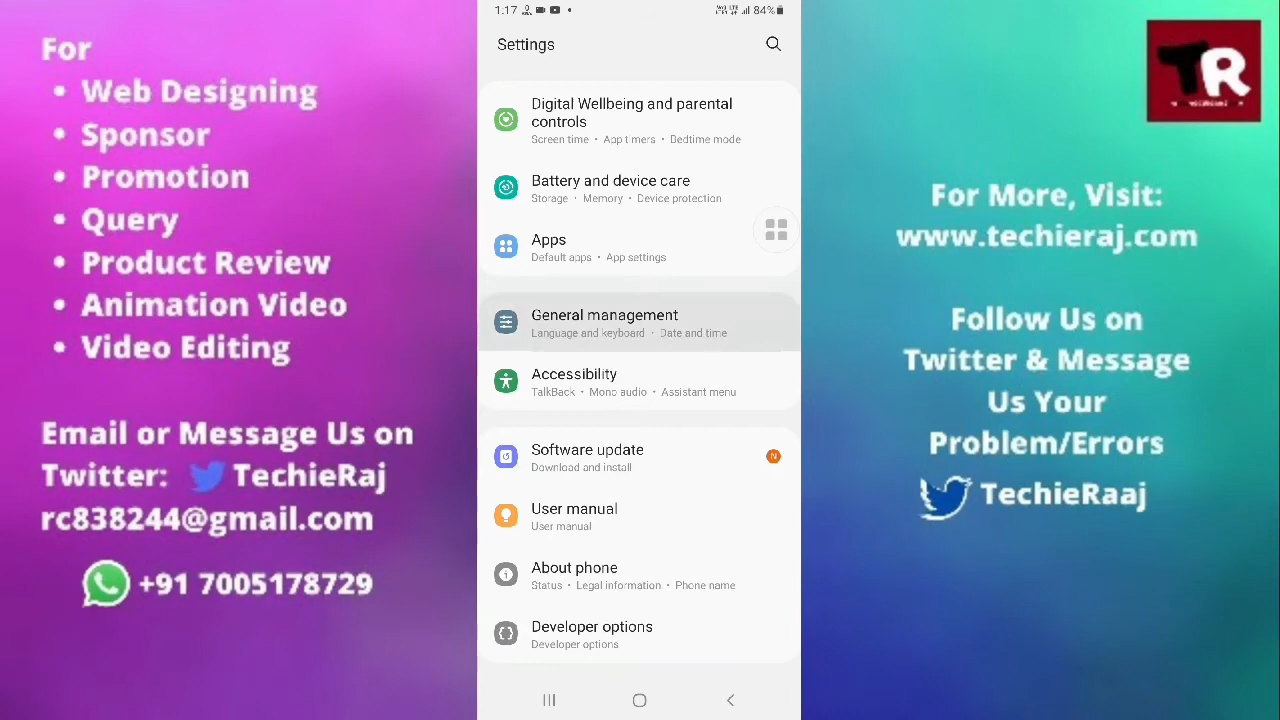 For
• Web Designing
• Sponsor
• Promotion
• Query
• Product Review
• Animation Video
• Video Editing
Email or Message Us on
Twitter: TechieRaj
rc838244@gmail.com
+91 7005178729
1:17
84%
Settings
Digital Wellbeing and parental
controls
Screen time • App timers • Bedtime mode
Battery and device care
Storage • Memory • Device protection
Apps
Default apps • App settings
General management
Language and keyboard • Date and time
Accessibility
TalkBack • Mono audio • Assistant menu
Software update
Download and install
N
User manual
User manual
About phone
Status • Legal information • Phone name
Developer options
Developer options
TR
For More, Visit:
www.techieraj.com
Follow Us on
Twitter & Message
Us Your
Problem/Errors
TechieRaaj